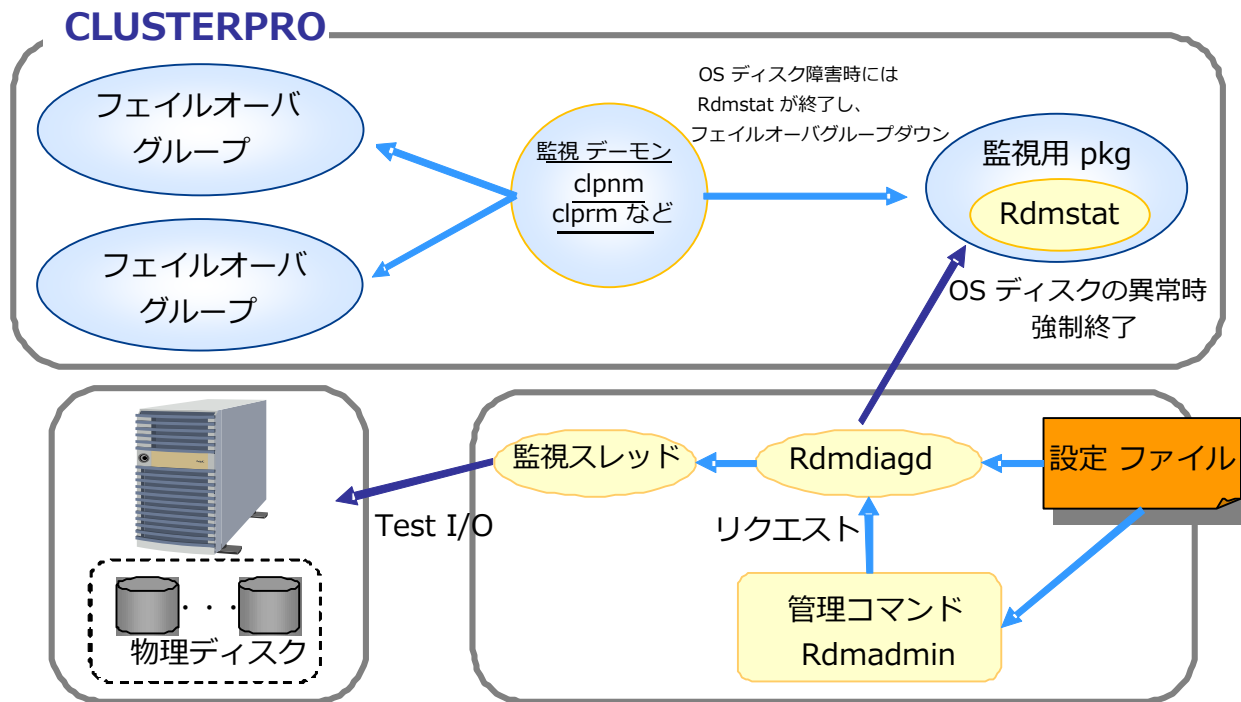 CLUSTERPRO
フェイルオーバ
グループ
フェイルオーバ
グループ
監視 デーモン
clpnm
clprm など
OS ディスク障害時には
Rdmstat が終了し、
フェイルオーバグループダウン
監視用 pkg
Rdmstat
OS ディスクの異常時
強制終了
監視スレッド
Rdmdiagd
設定 ファイル
Test I/O
リクエスト
管理コマンド
Rdmadmin
・・・
物理ディスク